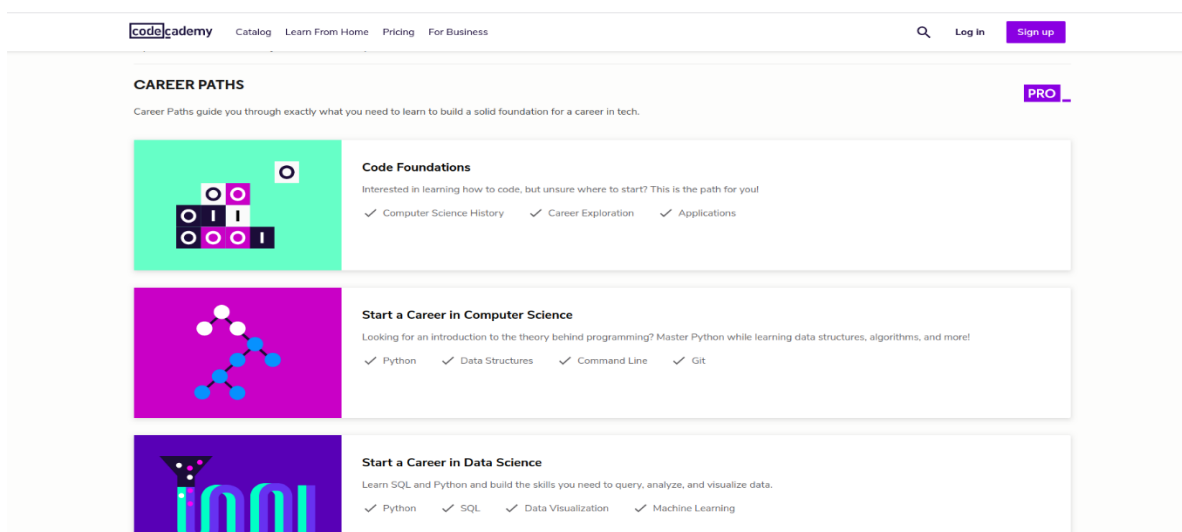 codecademy Catalog Learn From Home Pricing For Business Log in Sign up
CAREER PATHS
PRO
Career Paths guide you through exactly what you need to learn to build a solid foundation for a career in tech.
O
O O
O I I
O O O I
Code Foundations
Interested in learning how to code, but unsure where to start? This is the path for you!
Computer Science History Career Exploration Applications
Start a Career in Computer Science
Looking for an introduction to the theory behind programming? Master Python while learning data structures, algorithms, and more!
Python Data Structures Command Line Git
Start a Career in Data Science
Learn SQL and Python and build the skills you need to query, analyze, and visualize data.
Python SQL Data Visualization Machine Learning